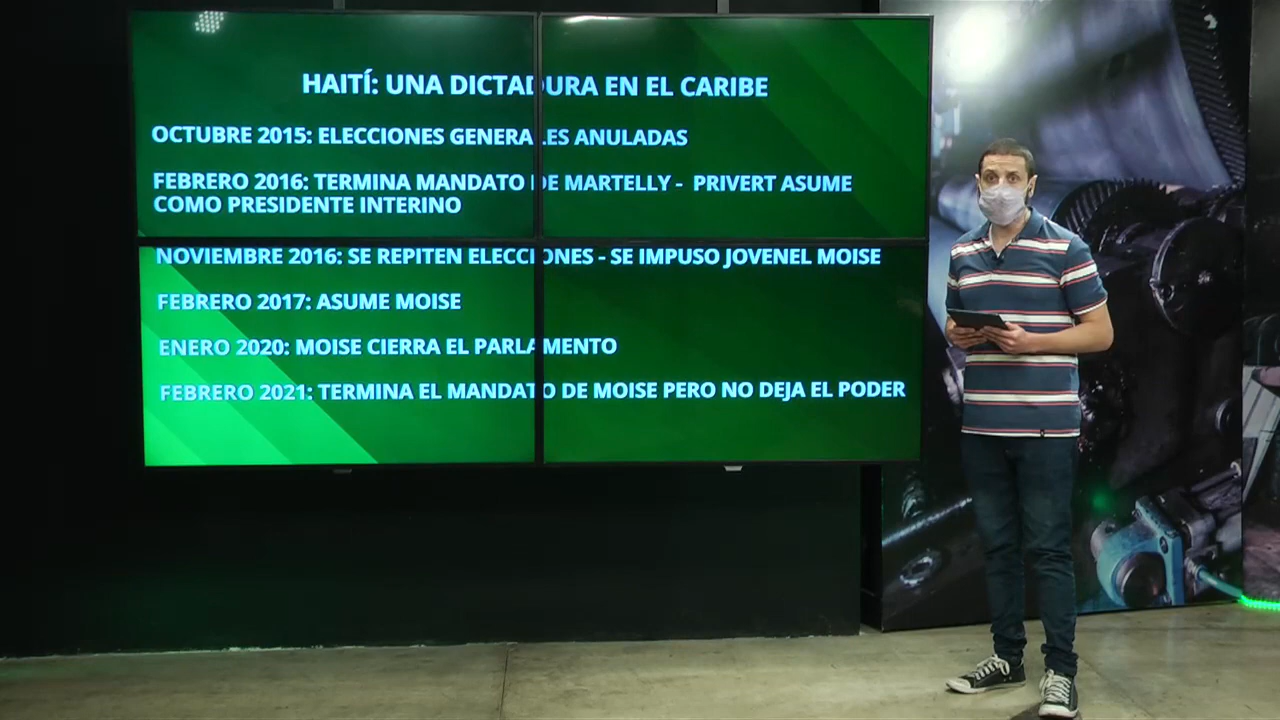 HAITÍ: UNA DICTADURA EN EL CARIBE
OCTUBRE 2015: ELECCIONES GENERALES ANULADAS
FEBRERO 2016: TERMINA MANDATO DE MARTELLY - PRIVERT ASUME
COMO PRESIDENTE INTERINO
NOVIEMBRE 2016: SE REPITEN ELECCIONES - SE IMPUSO JOVENEL MOISE
FEBRERO 2017: ASUME MOISE
ENERO 2020: MOISE CIERRA EL PARLAMENTO
FEBRERO 2021: TERMINA EL MANDATO DE MOISE PERO NO DEJA EL PODER